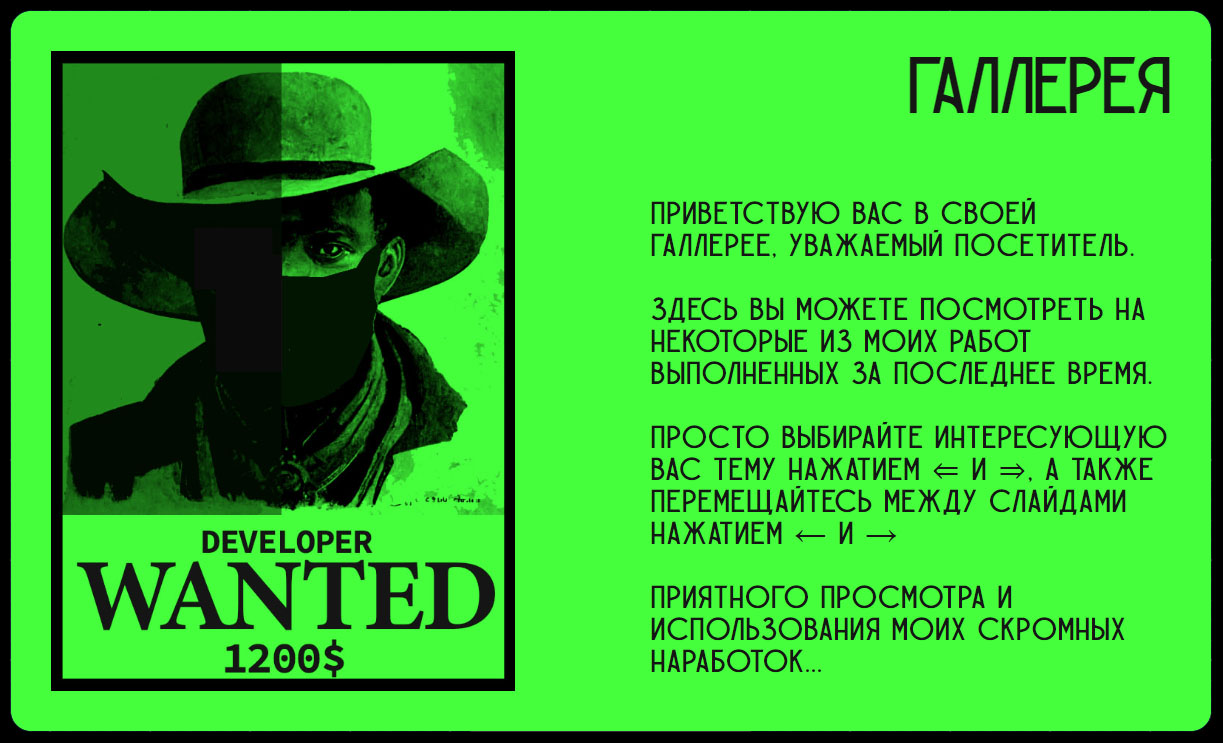 ГАЛЛЕРЕЯ
ПРИВЕТСТВУЮ ВАС В СВОЕЙ
ГАЛЛЕРЕЕ, УВАЖАЕМЫЙ ПОСЕТИТЕЛЬ.
ЗДЕСЬ ВЫ МОЖЕТЕ ПОСМОТРЕТЬ НА
НЕКОТОРЫЕ ИЗ МОИХ РАБОТ
ВЫПОЛНЕННЫХ ЗА ПОСЛЕДНЕЕ ВРЕМЯ.
ПРОСТО ВЫБИРАЙТЕ ИНТЕРЕСУЮЩУЮ
ВАС ТЕМУ НАЖАТИЕМ ⇐ И ⇒, А ТАКЖЕ
ПЕРЕМЕЩАЙТЕСЬ МЕЖДУ СЛАЙДАМИ
НАЖАТИЕМ ← И →
ПРИЯТНОГО ПРОСМОТРА И
ИСПОЛЬЗОВАНИЯ МОИХ СКРОМНЫХ
НАРАБОТОК...
DEVELOPER
WANTED
1200$